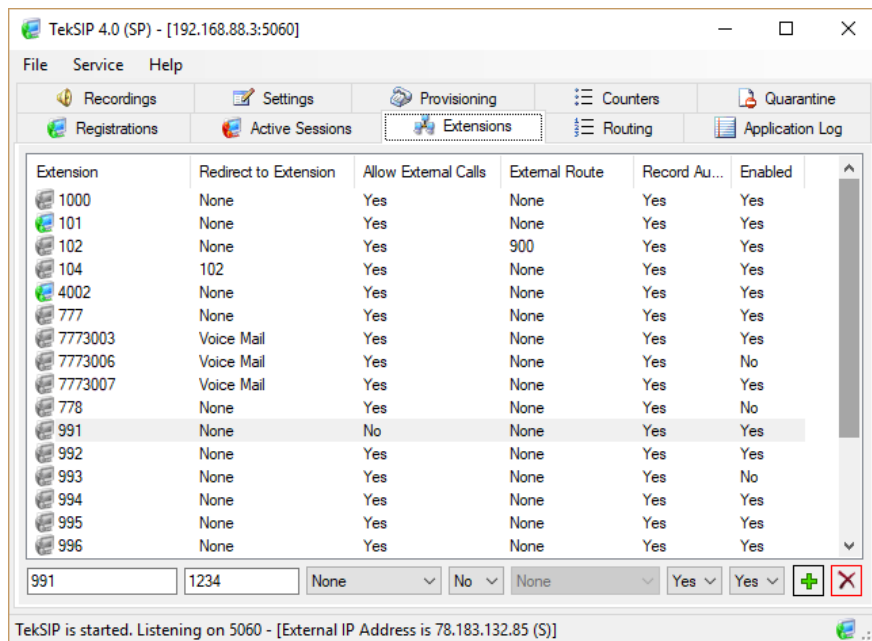 TekSIP 4.0 (SP) - [192.168.88.3:5060]
File Service Help
Recordings Settings Provisioning Counters Quarantine
Registrations Active Sessions Extensions Routing Application Log
Extension Redirect to Extension Allow External Calls External Route Record Au... Enabled
1000 None Yes None Yes Yes
101 None Yes None Yes Yes
102 None Yes 900 Yes Yes
104 102 Yes None Yes Yes
4002 None Yes None Yes Yes
777 None Yes None Yes Yes
7773003 Voice Mail Yes None Yes Yes
7773006 Voice Mail Yes None Yes No
7773007 Voice Mail Yes None Yes Yes
778 None Yes None Yes No
991 None No None Yes Yes
992 None Yes None Yes Yes
993 None Yes None Yes No
994 None Yes None Yes Yes
995 None Yes None Yes Yes
996 None Yes None Yes Yes
991 1234 None No None Yes Yes
TekSIP is started. Listening on 5060 - [External IP Address is 78.183.132.85 (S)]